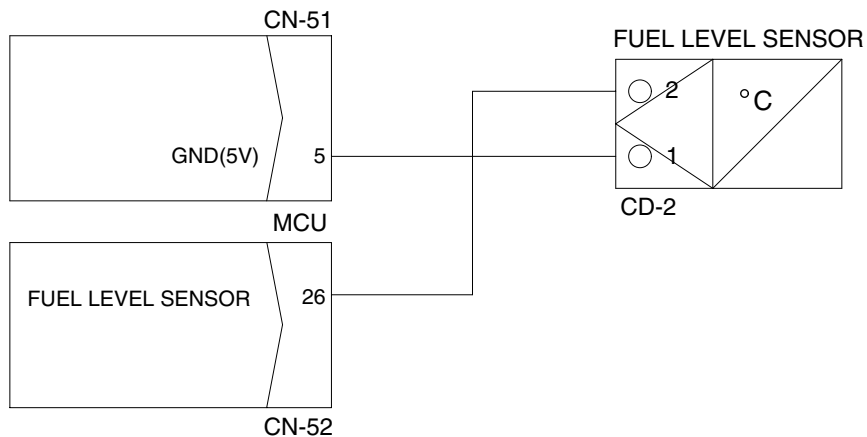 CN-51
FUEL LEVEL SENSOR
2
°C
GND(5V) 5
1
CD-2
MCU
FUEL LEVEL SENSOR 26
CN-52